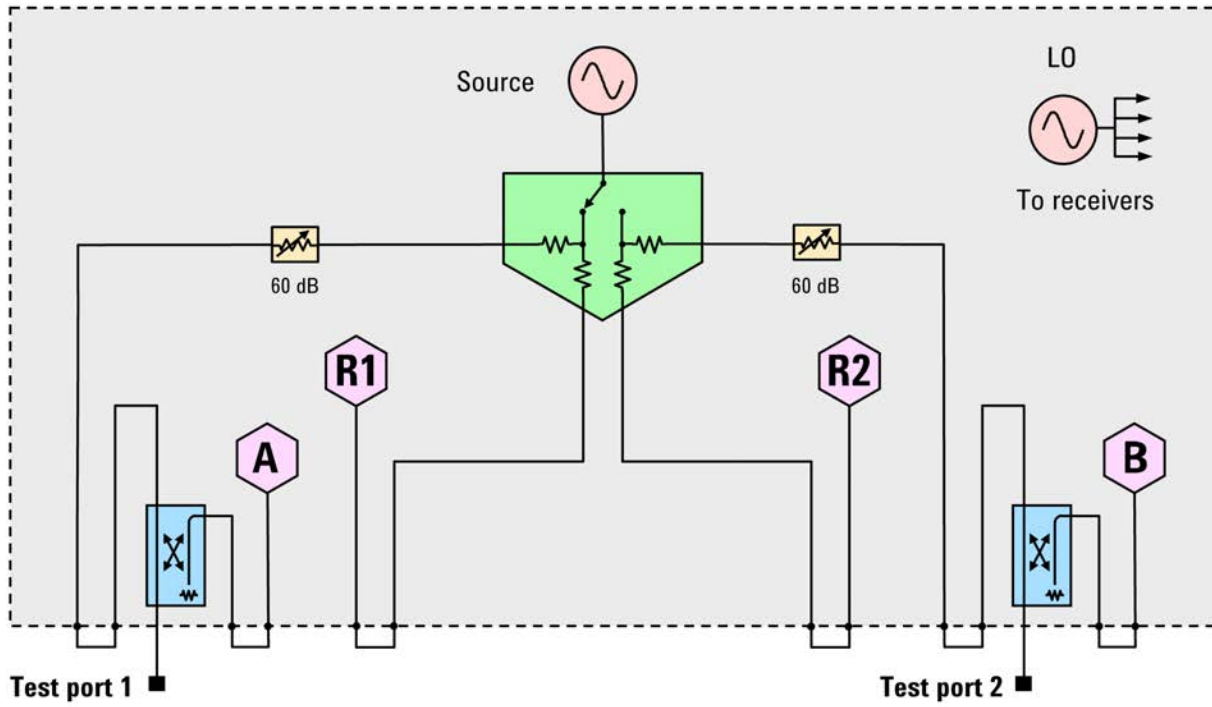 Source
LO
To receivers
60 dB
60 dB
R1
R2
A
B
Test port 1
Test port 2